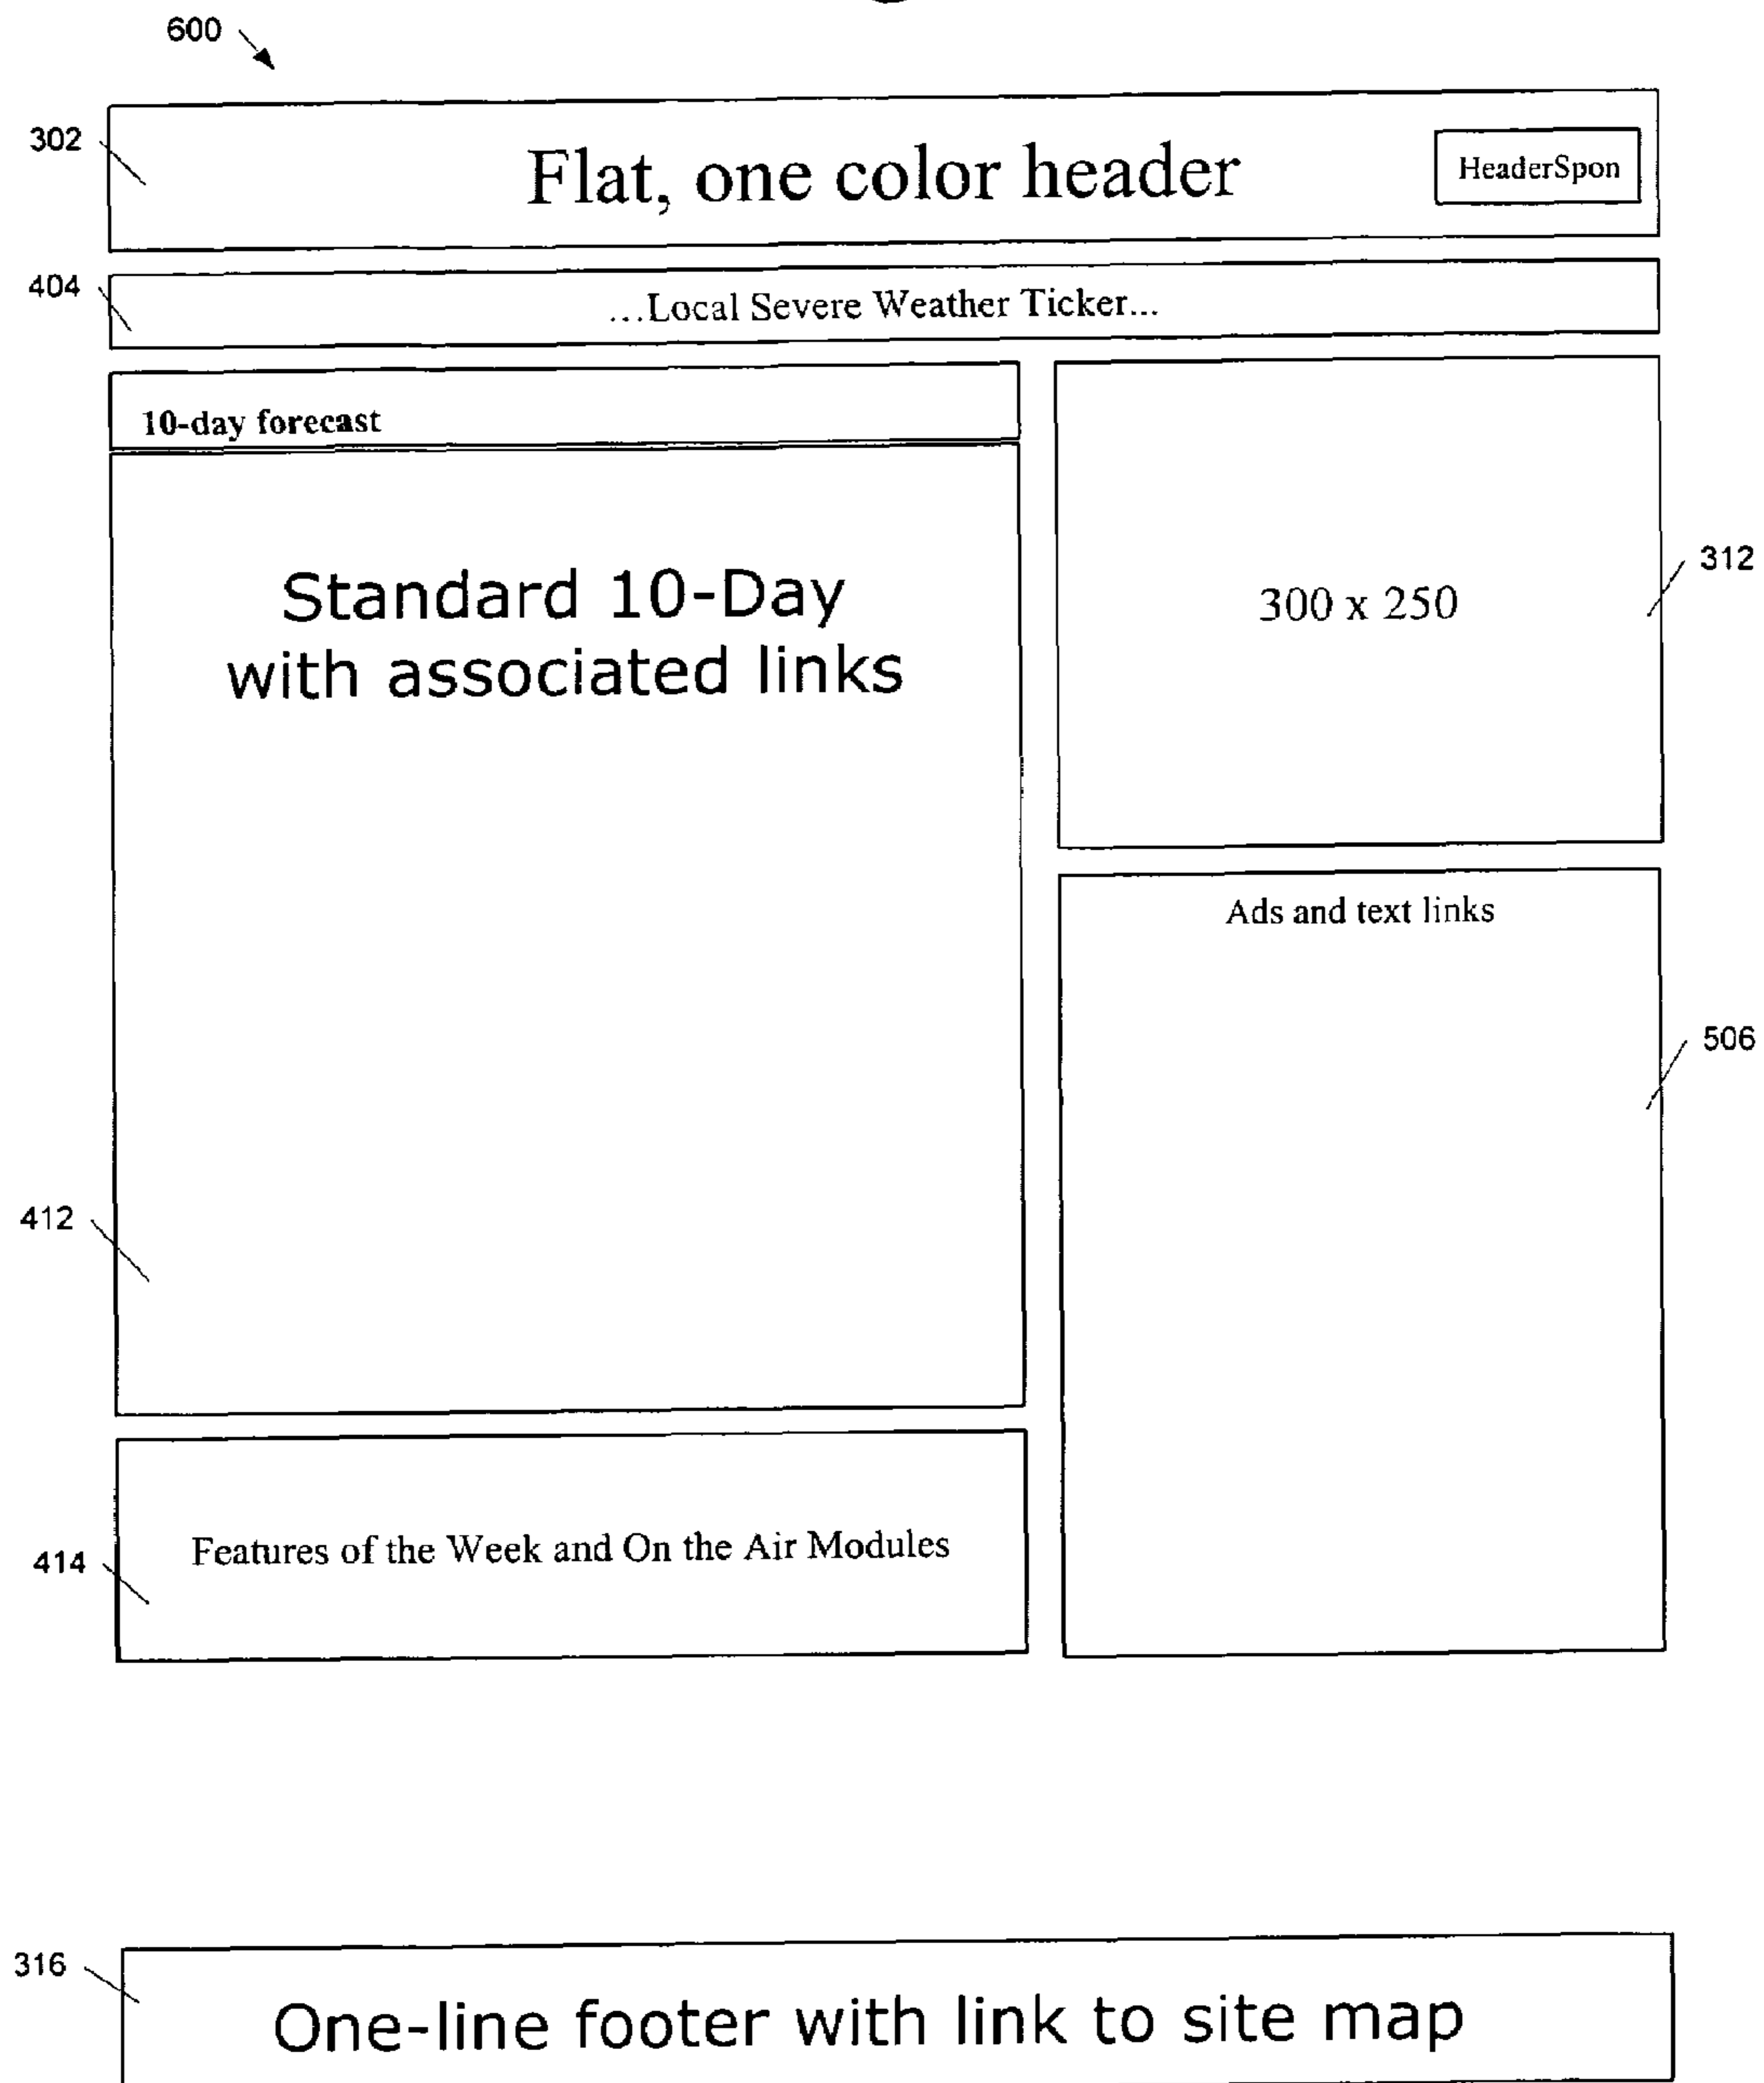 600
302
Flat, one color header
HeaderSpon
404
...Local Severe Weather Ticker...
10-day forecast
Standard 10-Day
with associated links
300 x 250
312
Ads and text links
506
412
Features of the Week and On the Air Modules
414
316
One-line footer with link to site map